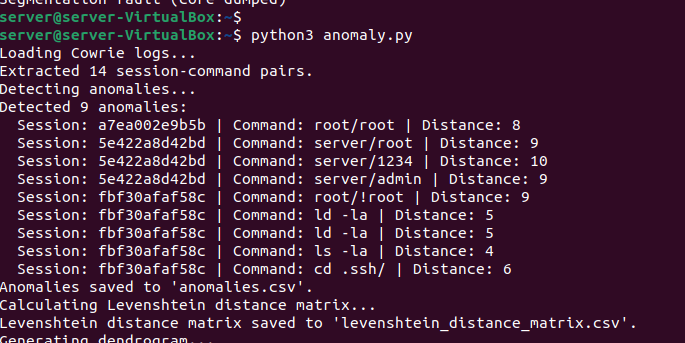 Segmentation fault (core dumped)
server@server-VirtualBox:~$
server@server-VirtualBox:~$ python3 anomaly.py
Loading Cowrie logs...
Extracted 14 session-command pairs.
Detecting anomalies...
Detected 9 anomalies:
  Session: a7ea002e9b5b | Command: root/root | Distance: 8
  Session: 5e422a8d42bd | Command: server/root | Distance: 9
  Session: 5e422a8d42bd | Command: server/1234 | Distance: 10
  Session: 5e422a8d42bd | Command: server/admin | Distance: 9
  Session: fbf30afaf58c | Command: root/!root | Distance: 9
  Session: fbf30afaf58c | Command: ld -la | Distance: 5
  Session: fbf30afaf58c | Command: ld -la | Distance: 5
  Session: fbf30afaf58c | Command: ls -la | Distance: 4
  Session: fbf30afaf58c | Command: cd .ssh/ | Distance: 6
Anomalies saved to 'anomalies.csv'.
Calculating Levenshtein distance matrix...
Levenshtein distance matrix saved to 'levenshtein_distance_matrix.csv'.
Generating dendrogram...